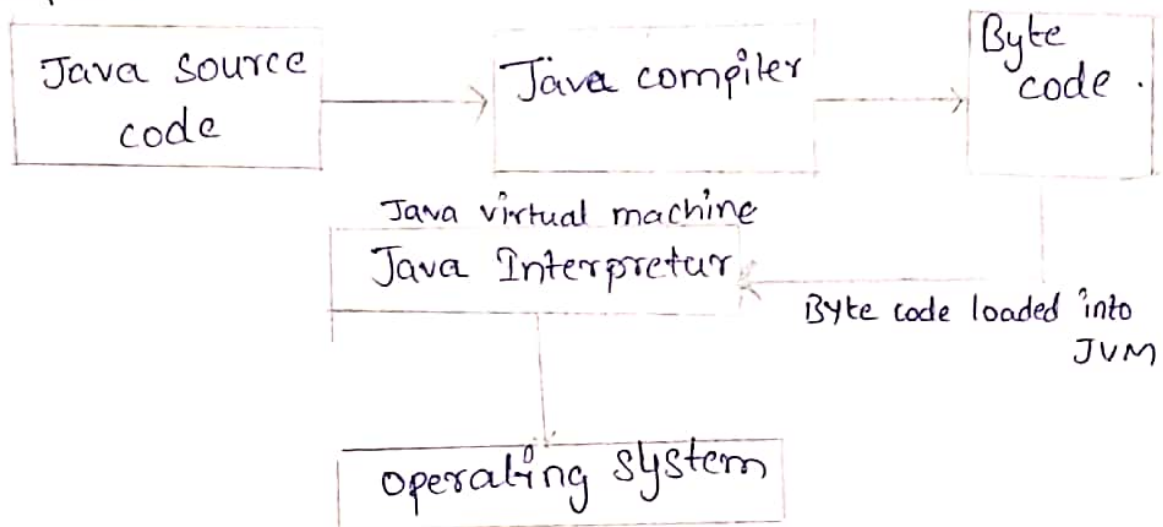 Java source
code
Java compiler
Byte
code .
Java virtual machine
Java Interpretur
Byte code loaded into
JVM
operating system